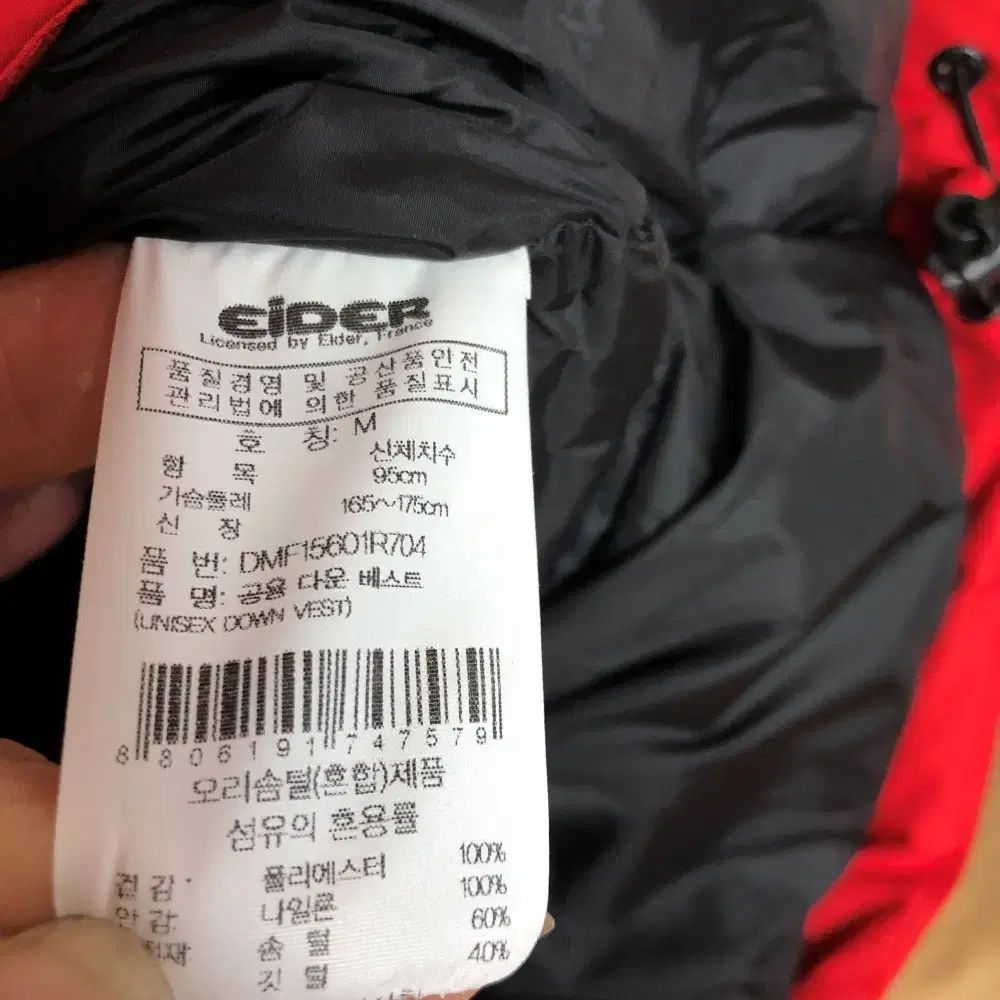 EiDER
Licensed by Eider, France
품질경영 및 공산품안전
관리법에 의한 품질표시
호 칭: M
항 목 신체치수
가슴둘레 95cm
신 장 165~175cm
품 번: DMF15601R704
품 명: 공용 다운 베스트
(UNISEX DOWN VEST)
8806191747579
오리솜털(혼합)제품
섬유의 혼용률
겉감 폴리에스터 100%
안감 나일론 100%
솜털 60%
깃털 40%